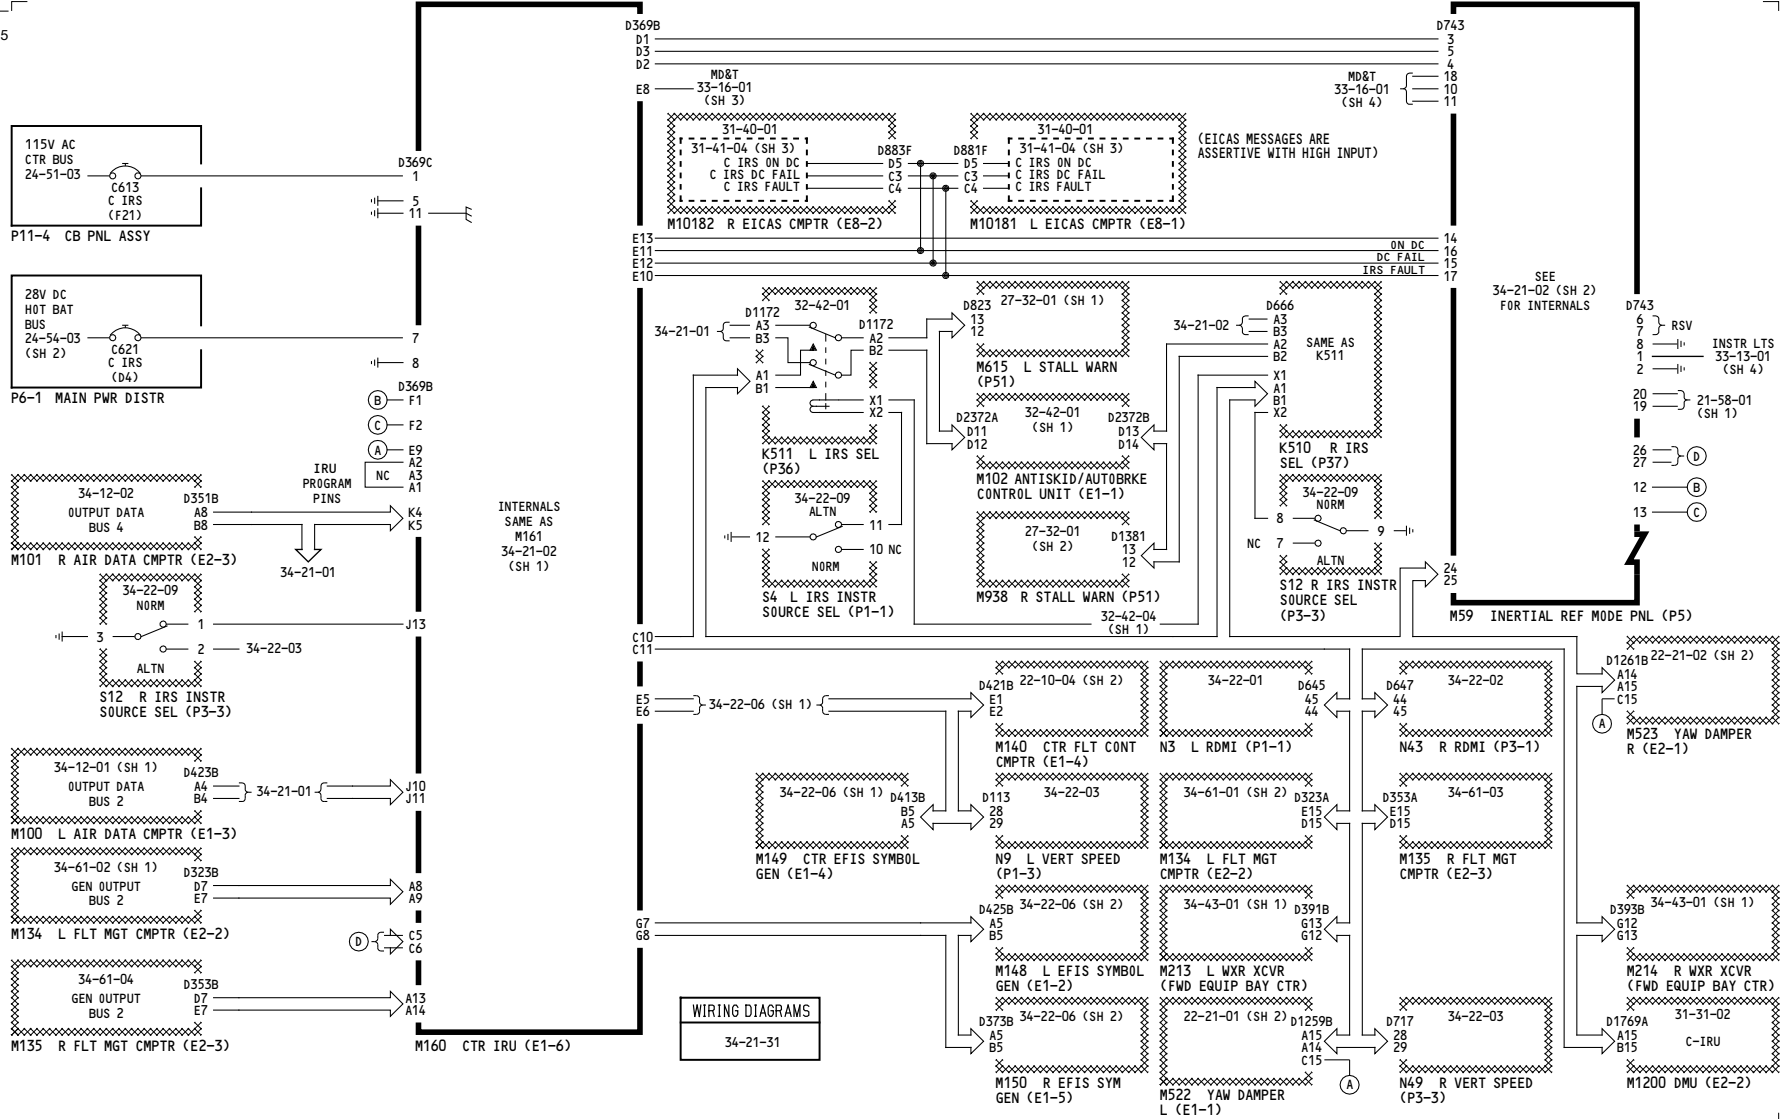 5
D369B
D1
D3
D2
E8
MD&T
33-16-01
(SH 3)
D743
3
5
4
18
10
11
MD&T
33-16-01
(SH 4)
115V AC
CTR BUS
24-51-03
C613
C IRS
(F21)
P11-4 CB PNL ASSY
D369C
1
5
11
28V DC
HOT BAT
BUS
24-54-03
(SH 2)
C621
C IRS
(D4)
P6-1 MAIN PWR DISTR
7
8
D369B
B F1
C F2
A E9
A2
NC A3
A1
IRU
PROGRAM
PINS
31-40-01
31-41-04 (SH 3)
C IRS ON DC
C IRS DC FAIL
C IRS FAULT
D883F
D5
C3
C4
M10182 R EICAS CMPTR (E8-2)
31-40-01
31-41-04 (SH 3)
D881F
D5
C3
C4
C IRS ON DC
C IRS DC FAIL
C IRS FAULT
M10181 L EICAS CMPTR (E8-1)
(EICAS MESSAGES ARE
ASSERTIVE WITH HIGH INPUT)
E13
E11
E12
E10
ON DC
DC FAIL
IRS FAULT
14
16
15
17
SEE
34-21-02 (SH 2)
FOR INTERNALS
D743
6
7
RSV
8
1
2
INSTR LTS
33-13-01
(SH 4)
20
19
21-58-01
(SH 1)
26
27
D
12 B
13 C
24
25
M59 INERTIAL REF MODE PNL (P5)
32-42-01
D1172
34-21-01
A3
B3
A1
B1
D1172
A2
B2
X1
X2
K511 L IRS SEL
(P36)
34-22-09
ALTN
12
11
10 NC
NORM
S4 L IRS INSTR
SOURCE SEL (P1-1)
D823
13
12
27-32-01 (SH 1)
M615 L STALL WARN
(P51)
D2372A
D11
D12
32-42-01
(SH 1)
D2372B
D13
D14
M102 ANTISKID/AUTOBRKE
CONTROL UNIT (E1-1)
27-32-01
(SH 2)
D1381
13
12
M938 R STALL WARN (P51)
32-42-04
(SH 1)
34-21-02
D666
A3
B3
A2
B2
X1
A1
B1
X2
SAME AS
K511
K510 R IRS
SEL (P37)
34-22-09
NORM
8
9
NC 7
ALTN
S12 R IRS INSTR
SOURCE SEL
(P3-3)
INTERNALS
SAME AS
M161
34-21-02
(SH 1)
34-12-02
OUTPUT DATA
BUS 4
D351B
A8
B8
K4
K5
34-21-01
M101 R AIR DATA CMPTR (E2-3)
34-22-09
NORM
3
1
2
34-22-03
ALTN
J13
S12 R IRS INSTR
SOURCE SEL (P3-3)
34-12-01 (SH 1)
OUTPUT DATA
BUS 2
D423B
A4
B4
34-21-01
J10
J11
M100 L AIR DATA CMPTR (E1-3)
34-61-02 (SH 1)
GEN OUTPUT
BUS 2
D323B
D7
E7
A8
A9
M134 L FLT MGT CMPTR (E2-2)
D
C5
C6
34-61-04
GEN OUTPUT
BUS 2
D353B
D7
E7
A13
A14
M135 R FLT MGT CMPTR (E2-3)
M160 CTR IRU (E1-6)
C10
C11
E5
E6
34-22-06 (SH 1)
G7
G8
WIRING DIAGRAMS
34-21-31
D421B
E1
E2
22-10-04 (SH 2)
M140 CTR FLT CONT
CMPTR (E1-4)
34-22-01
D645
45
44
N3 L RDMI (P1-1)
D647
44
45
34-22-02
N43 R RDMI (P3-1)
D1261B
A14
A15
C15
A
22-21-02 (SH 2)
M523 YAW DAMPER
R (E2-1)
34-22-06 (SH 1)
D413B
B5
A5
M149 CTR EFIS SYMBOL
GEN (E1-4)
D113
28
29
34-22-03
N9 L VERT SPEED
(P1-3)
34-61-01 (SH 2)
D323A
E15
D15
M134 L FLT MGT
CMPTR (E2-2)
D353A
E15
D15
34-61-03
M135 R FLT MGT
CMPTR (E2-3)
D425B
A5
B5
34-22-06 (SH 2)
M148 L EFIS SYMBOL
GEN (E1-2)
34-43-01 (SH 1)
D391B
G13
G12
M213 L WXR XCVR
(FWD EQUIP BAY CTR)
D393B
G12
G13
34-43-01 (SH 1)
M214 R WXR XCVR
(FWD EQUIP BAY CTR)
D373B
A5
B5
34-22-06 (SH 2)
M150 R EFIS SYM
GEN (E1-5)
22-21-01 (SH 2)
D1259B
A15
A14
C15
A
M522 YAW DAMPER
L (E1-1)
D717
28
29
34-22-03
N49 R VERT SPEED
(P3-3)
D1769A
A15
B15
31-31-02
C-IRU
M1200 DMU (E2-2)